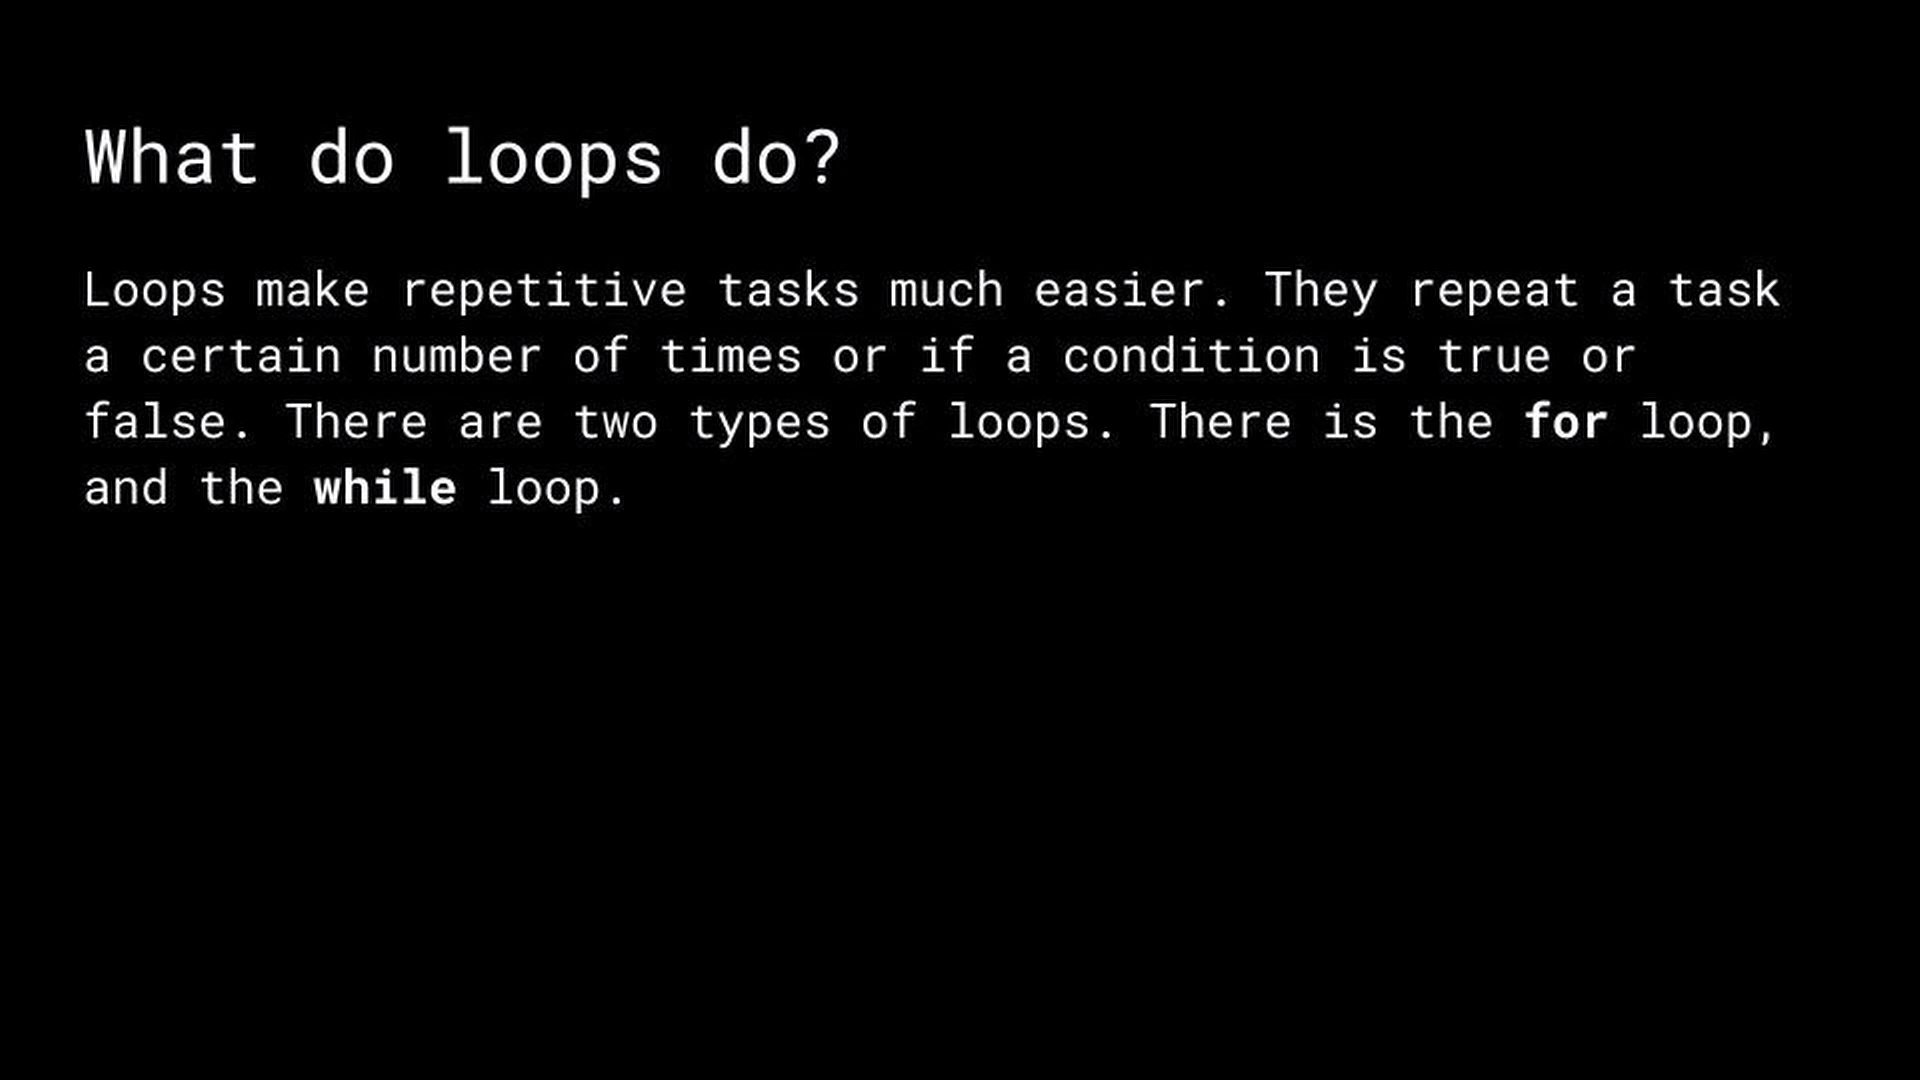 What do loops do?
Loops make repetitive tasks much easier. They repeat a task
a certain number of times or if a condition is true or
false. There are two types of loops. There is the for loop,
and the while loop.